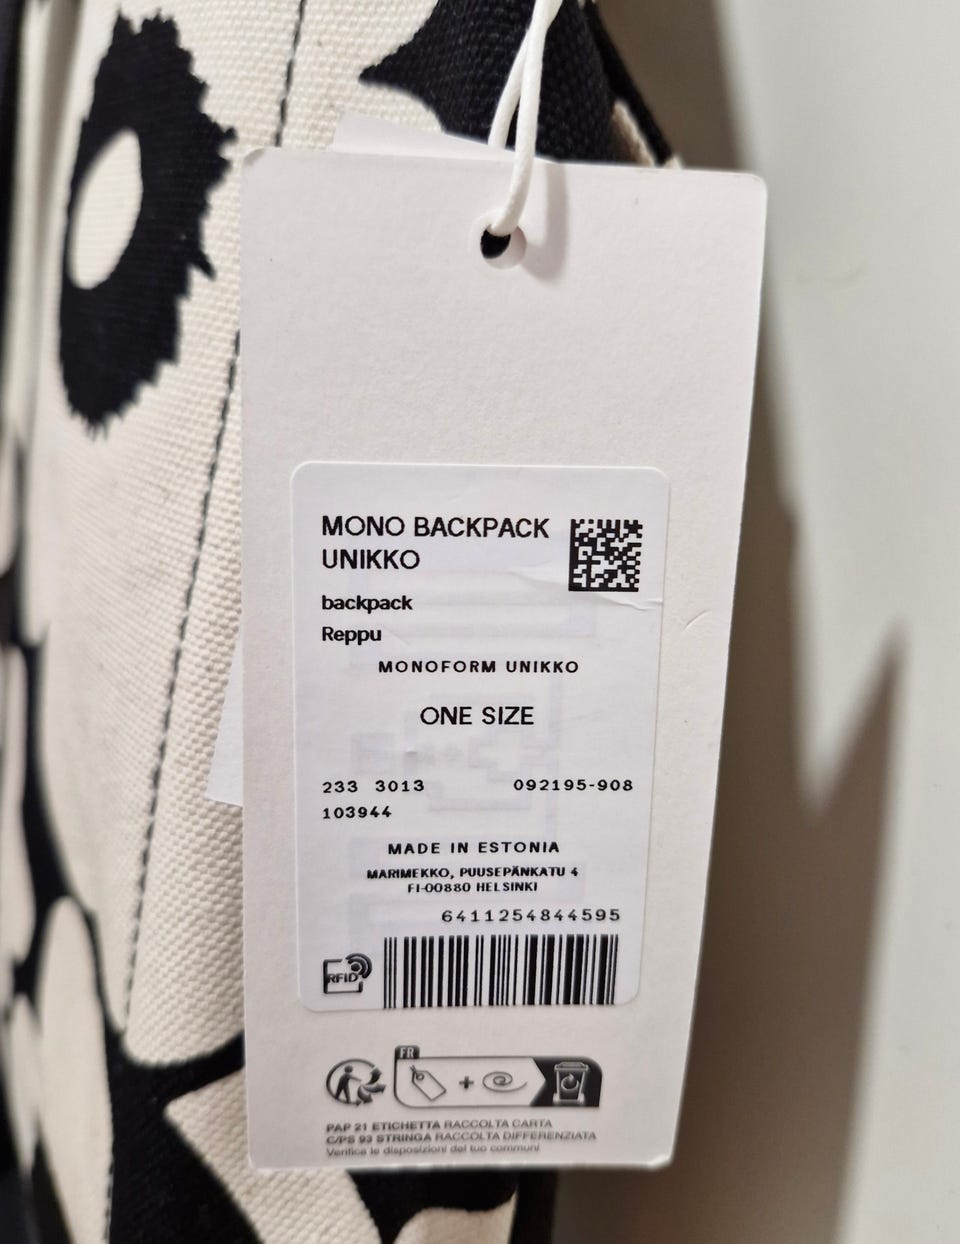 MONO BACKPACK
UNIKKO
backpack
Reppu
MONOFORM UNIKKO
ONE SIZE
233 3013 092195-908
103944
MADE IN ESTONIA
MARIMEKKO, PUUSEPÄNKATU 4
FI-00880 HELSINKI
6411254844595
RFID
FR
+
PAP 21 ETICHETTA RACCOLTA CARTA
C/PS 93 STRINGA RACCOLTA DIFFERENZIATA
Verifica le disposizioni del tuo communi